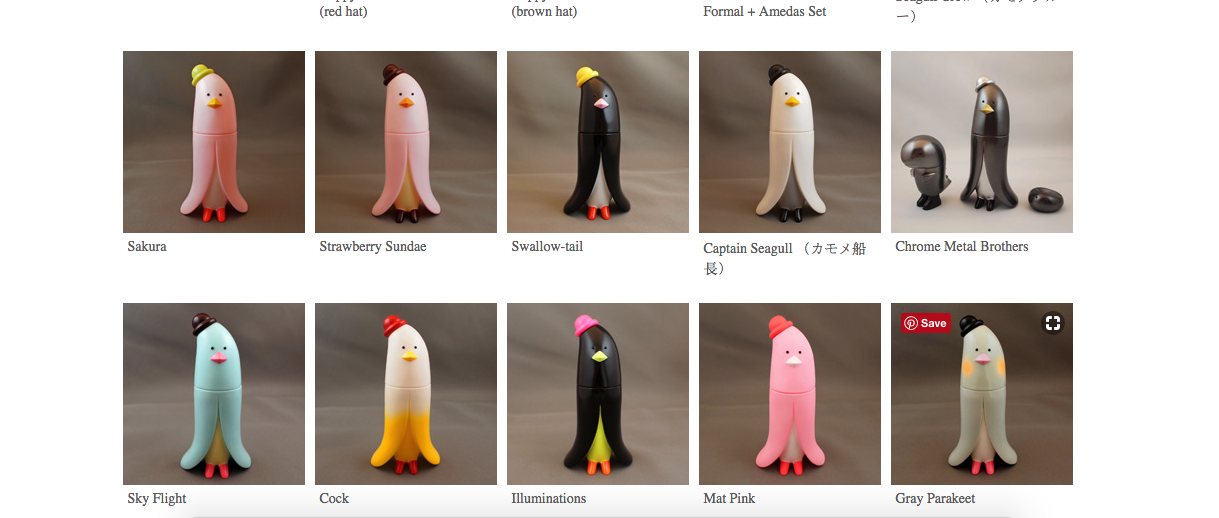 (red hat)
(brown hat)
Formal + Amedas Set
ー）
Sakura
Strawberry Sundae
Swallow-tail
Captain Seagull （カモメ船
長）
Chrome Metal Brothers
Save
Sky Flight
Cock
Illuminations
Mat Pink
Gray Parakeet